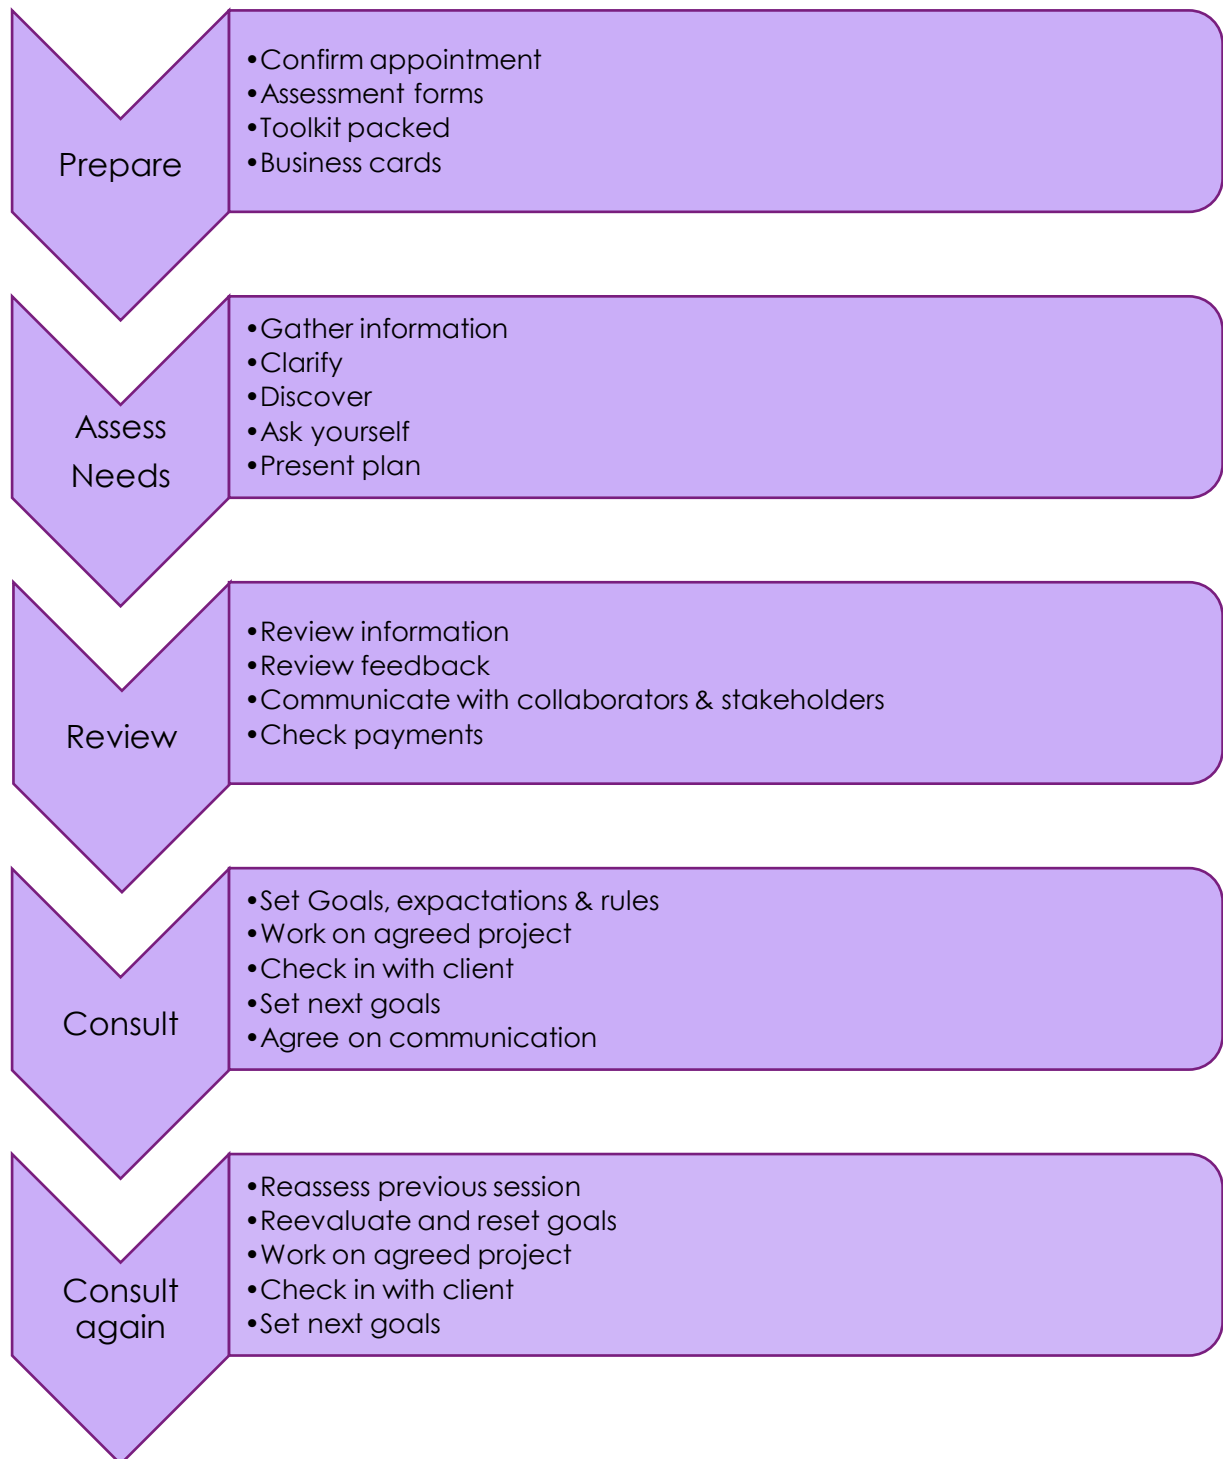 Prepare
•Confirm appointment
•Assessment forms
•Toolkit packed
•Business cards
Assess
Needs
•Gather information
•Clarify
•Discover
•Ask yourself
•Present plan
Review
•Review information
•Review feedback
•Communicate with collaborators & stakeholders
•Check payments
Consult
•Set Goals, expactations & rules
•Work on agreed project
•Check in with client
•Set next goals
•Agree on communication
Consult
again
•Reassess previous session
•Reevaluate and reset goals
•Work on agreed project
•Check in with client
•Set next goals